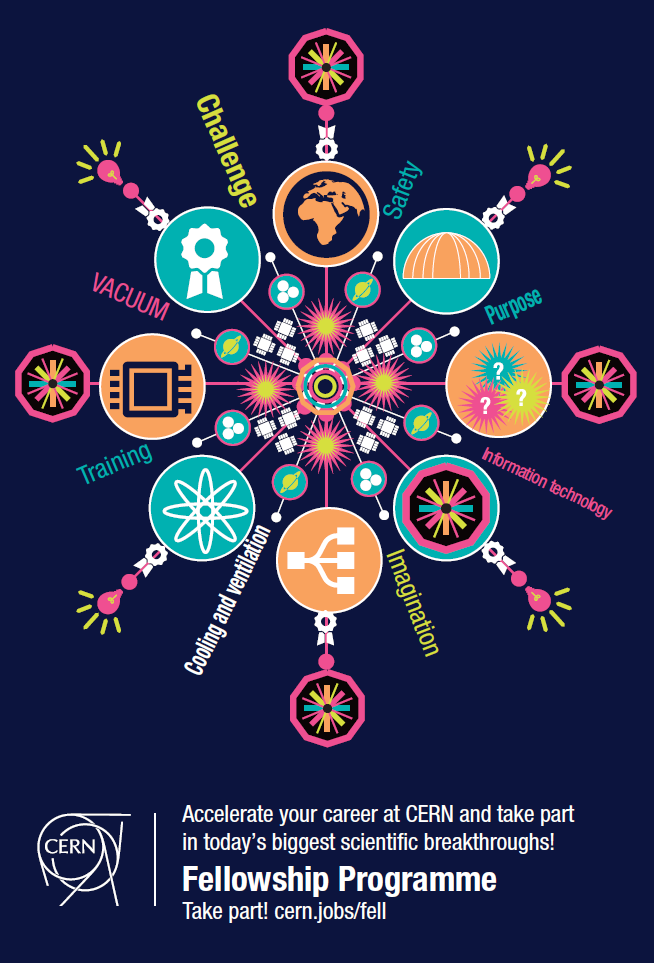 Challenge
Safety
VACUUM
Purpose
?
?
?
Training
Information technology
Cooling and ventilation
Imagination
CERN
Accelerate your career at CERN and take part
in today's biggest scientific breakthroughs!
Fellowship Programme
Take part! cern.jobs/fell